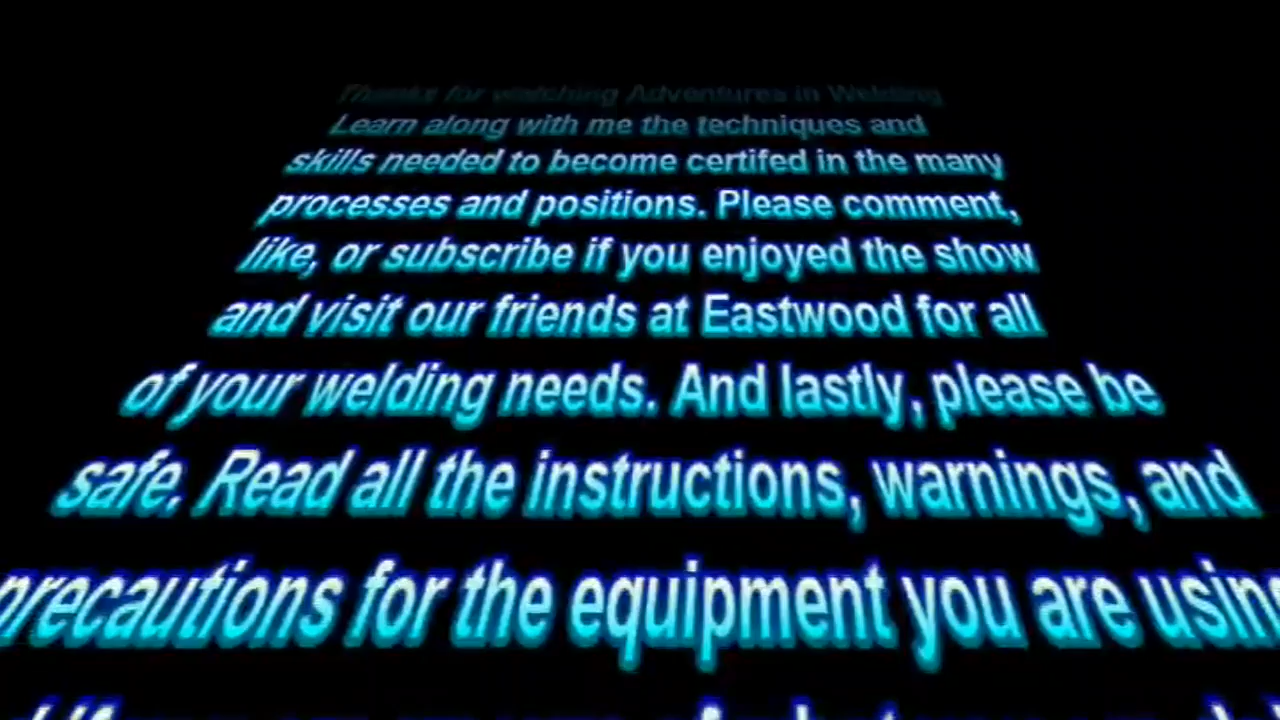 Thanks for watching Adventures in Welding
Learn along with me the techniques and
skills needed to become certifed in the many
processes and positions. Please comment,
like, or subscribe if you enjoyed the show
and visit our friends at Eastwood for all
of your welding needs. And lastly, please be
safe. Read all the instructions, warnings, and
precautions for the equipment you are using